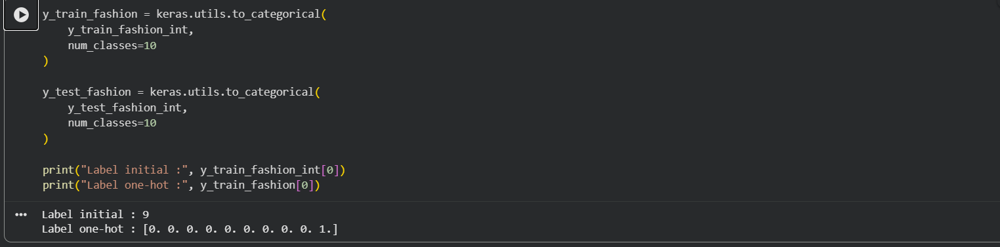 y_train_fashion = keras.utils.to_categorical(
    y_train_fashion_int,
    num_classes=10
)

y_test_fashion = keras.utils.to_categorical(
    y_test_fashion_int,
    num_classes=10
)

print("Label initial :", y_train_fashion_int[0])
print("Label one-hot :", y_train_fashion[0])
Label initial : 9
Label one-hot : [0. 0. 0. 0. 0. 0. 0. 0. 0. 1.]